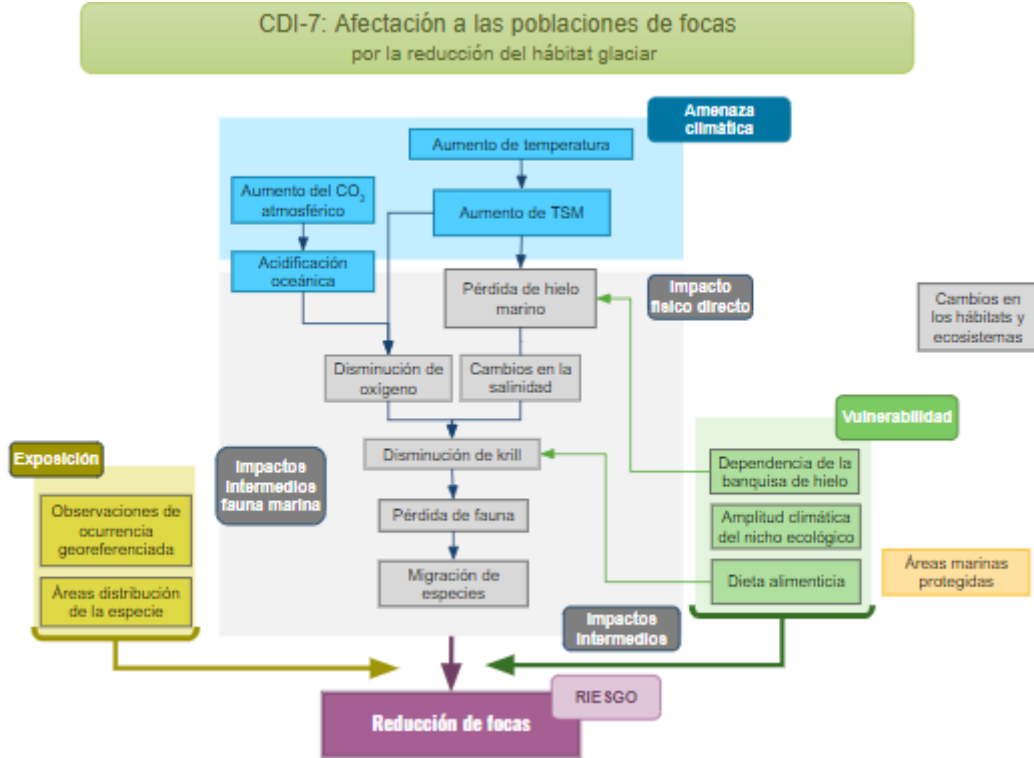 CDI-7: Afectación a las poblaciones de focas
por la reducción del hábitat glaciar
Amenaza
climática
Aumento de temperatura
Aumento del CO₂
atmosférico
Aumento de TSM
Acidificación
oceánica
Pérdida de hielo
marino
Impacto
físico directo
Cambios en
los hábitats y
ecosistemas
Disminución de
oxígeno
Cambios en la
salinidad
Vulnerabilidad
Exposición
Impactos
intermedios
fauna marina
Disminución de krill
Dependencia de la
banquisa de hielo
Observaciones de
ocurrencia
georeferenciada
Pérdida de fauna
Amplitud climática
del nicho ecológico
Áreas distribución
de la especie
Migración de
especies
Dieta alimenticia
Áreas marinas
protegidas
Impactos
intermedios
RIESGO
Reducción de focas